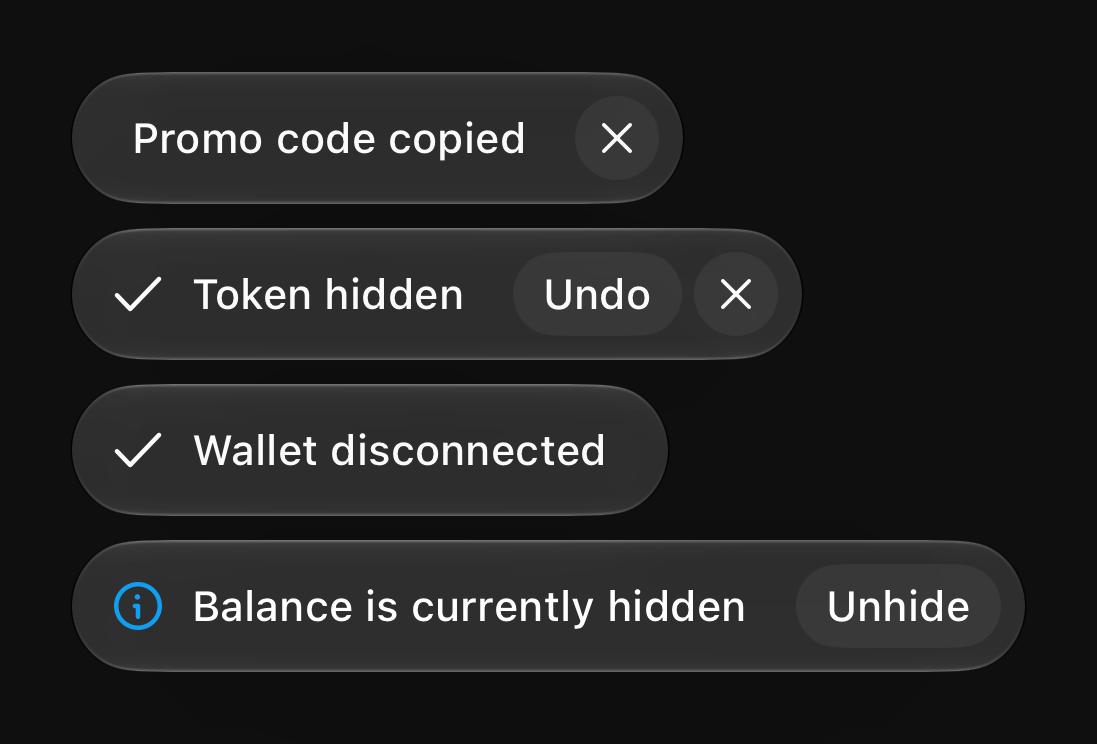 Promo code copied
Token hidden Undo
Wallet disconnected
Balance is currently hidden Unhide